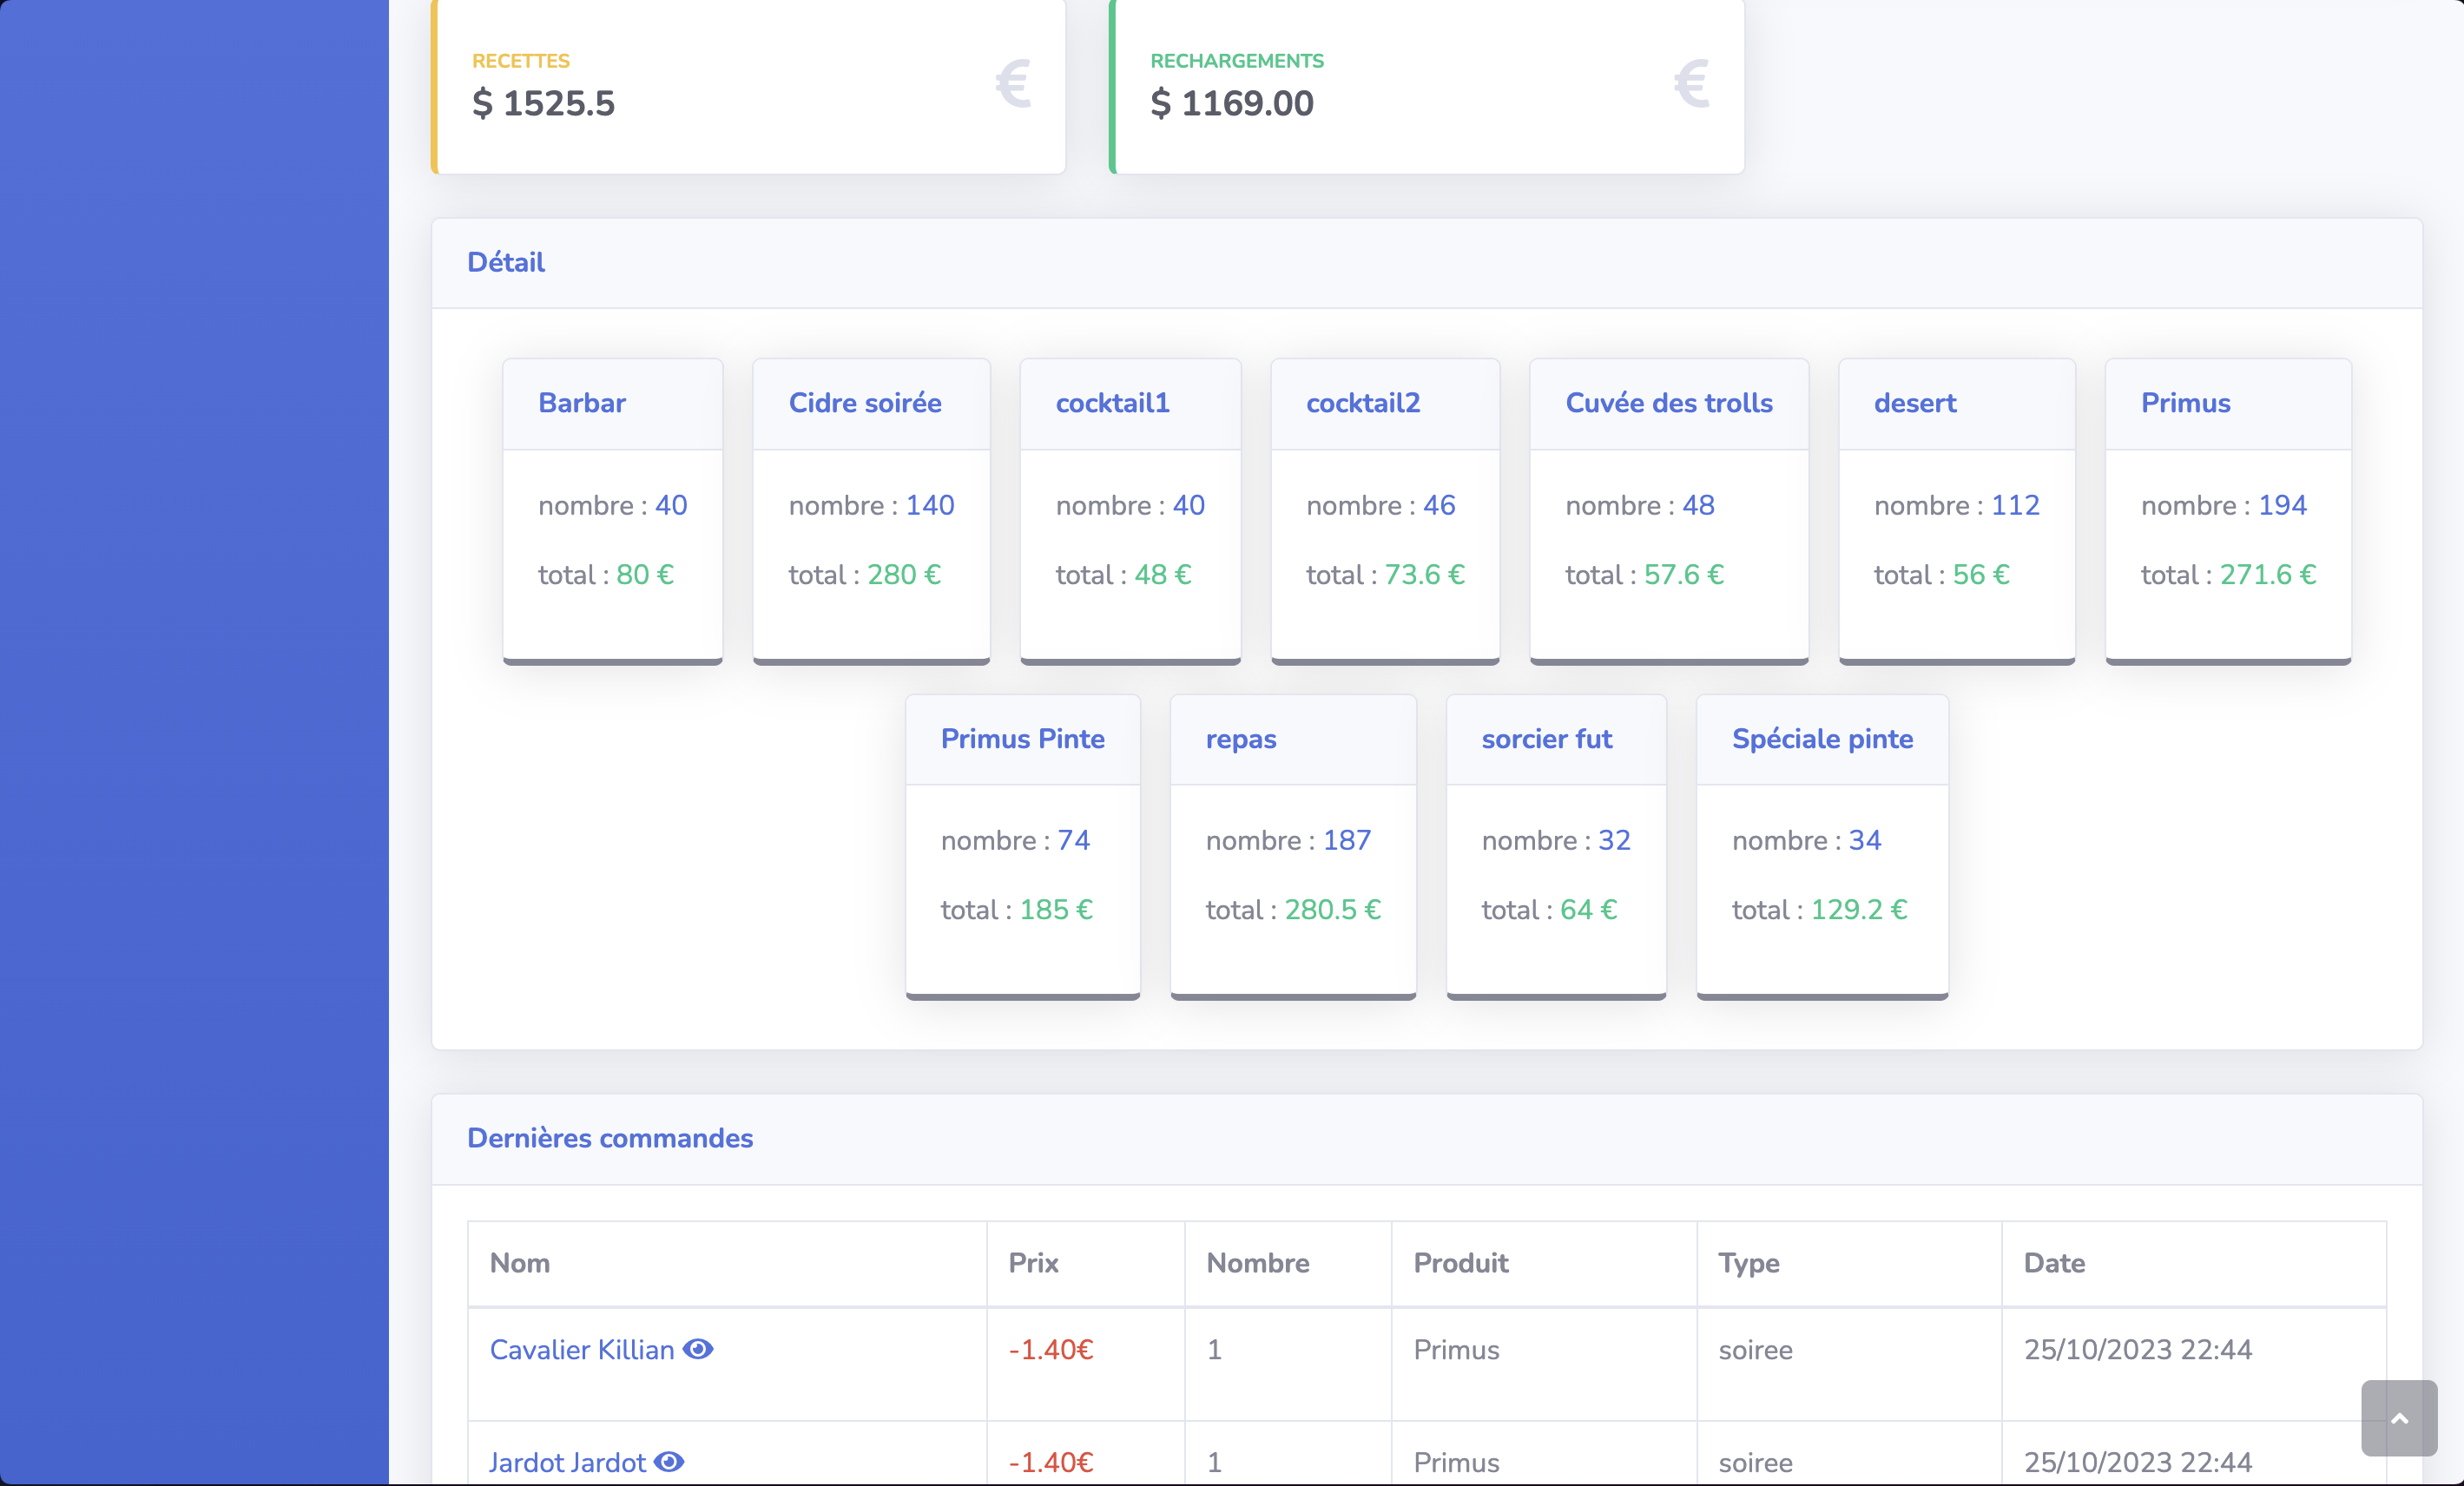 RECETTES
$ 1525.5
€
RECHARGEMENTS
$ 1169.00
€
Détail
Barbar
nombre : 40
total : 80 €
Cidre soirée
nombre : 140
total : 280 €
cocktail1
nombre : 40
total : 48 €
cocktail2
nombre : 46
total : 73.6 €
Cuvée des trolls
nombre : 48
total : 57.6 €
desert
nombre : 112
total : 56 €
Primus
nombre : 194
total : 271.6 €
Primus Pinte
nombre : 74
total : 185 €
repas
nombre : 187
total : 280.5 €
sorcier fut
nombre : 32
total : 64 €
Spéciale pinte
nombre : 34
total : 129.2 €
Dernières commandes
Nom Prix Nombre Produit Type Date
Cavalier Killian -1.40€ 1 Primus soiree 25/10/2023 22:44
Jardot Jardot -1.40€ 1 Primus soiree 25/10/2023 22:44